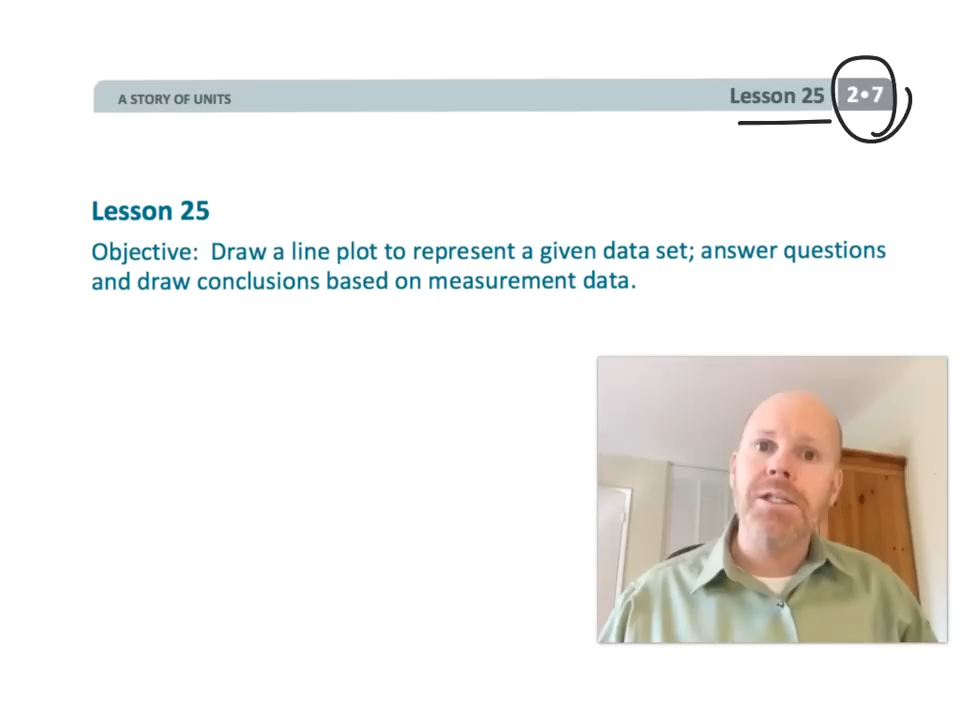 A STORY OF UNITS
Lesson 25 2•7
Lesson 25
Objective: Draw a line plot to represent a given data set; answer questions
and draw conclusions based on measurement data.